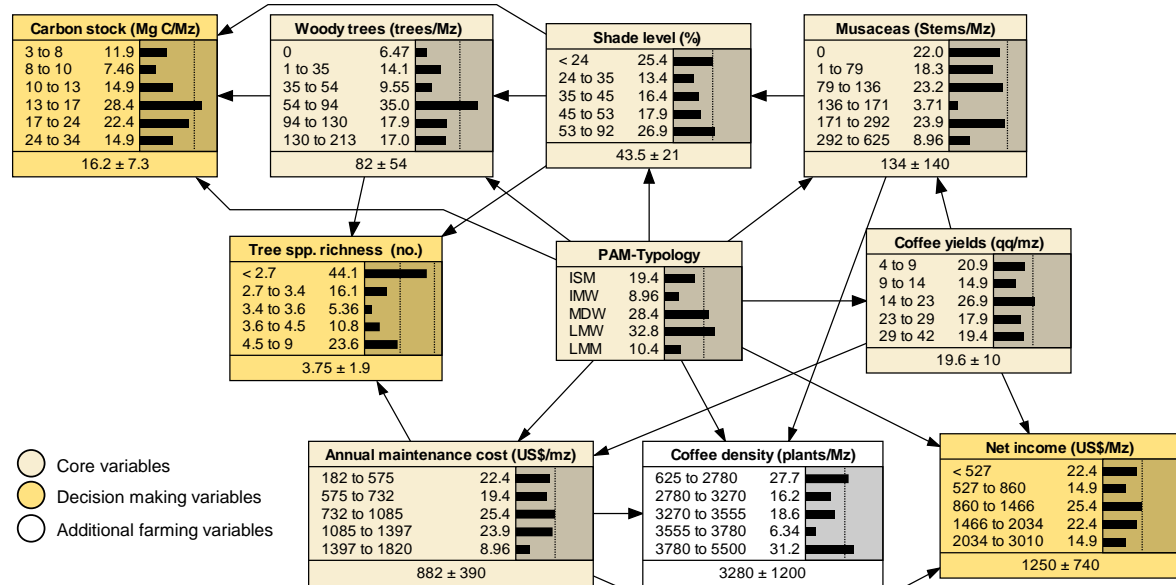 Carbon stock (Mg C/Mz)
3 to 8 11.9
8 to 10 7.46
10 to 13 14.9
13 to 17 28.4
17 to 24 22.4
24 to 34 14.9
16.2 ± 7.3
Woody trees (trees/Mz)
0 6.47
1 to 35 14.1
35 to 54 9.55
54 to 94 35.0
94 to 130 17.9
130 to 213 17.0
82 ± 54
Shade level (%)
< 24 25.4
24 to 35 13.4
35 to 45 16.4
45 to 53 17.9
53 to 92 26.9
43.5 ± 21
Musaceas (Stems/Mz)
0 22.0
1 to 79 18.3
79 to 136 23.2
136 to 171 3.71
171 to 292 23.9
292 to 625 8.96
134 ± 140
Tree spp. richness (no.)
< 2.7 44.1
2.7 to 3.4 16.1
3.4 to 3.6 5.36
3.6 to 4.5 10.8
4.5 to 9 23.6
3.75 ± 1.9
PAM-Typology
ISM 19.4
IMW 8.96
MDW 28.4
LMW 32.8
LMM 10.4
Coffee yields (qq/mz)
4 to 9 20.9
9 to 14 14.9
14 to 23 26.9
23 to 29 17.9
29 to 42 19.4
19.6 ± 10
Core variables
Decision making variables
Additional farming variables
Annual maintenance cost (US$/mz)
182 to 575 22.4
575 to 732 19.4
732 to 1085 25.4
1085 to 1397 23.9
1397 to 1820 8.96
882 ± 390
Coffee density (plants/Mz)
625 to 2780 27.7
2780 to 3270 16.2
3270 to 3555 18.6
3555 to 3780 6.34
3780 to 5500 31.2
3280 ± 1200
Net income (US$/Mz)
< 527 22.4
527 to 860 14.9
860 to 1466 25.4
1466 to 2034 22.4
2034 to 3010 14.9
1250 ± 740